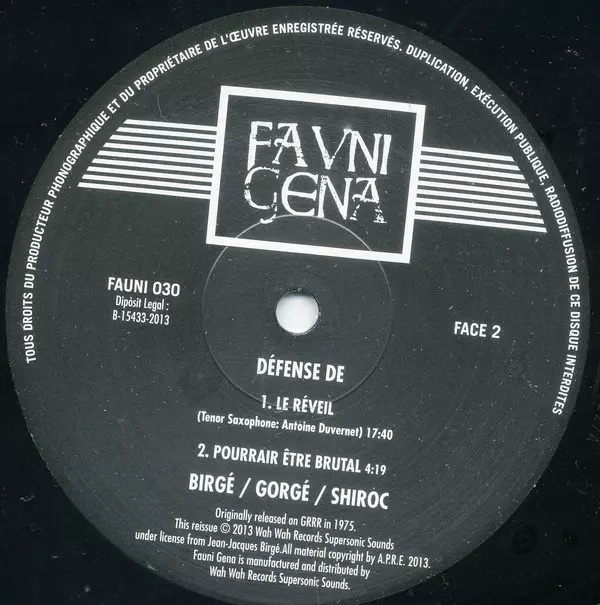 TOUS DROITS DU PRODUCTEUR PHONOGRAPHIQUE ET DU PROPRIÉTAIRE DE L'ŒUVRE ENREGISTRÉE RÉSERVÉS. DUPLICATION, EXÉCUTION PUBLIQUE, RADIODIFFUSION DE CE DISQUE INTERDITES
FAVNI
GENA
FAUNI 030
Dipòsit Legal :
B-15433-2013
FACE 2
DÉFENSE DE
1. LE RÉVEIL
(Tenor Saxophone: Antoine Duvernet) 17:40
2. POURRAIR ÊTRE BRUTAL 4:19
BIRGÉ / GORGÉ / SHIROC
Originally released on GRRR in 1975.
This reissue © 2013 Wah Wah Records Supersonic Sounds
under license from Jean-Jacques Birgé.All material copyright by A.P.R.E. 2013.
Fauni Gena is manufactured and distributed by
Wah Wah Records Supersonic Sounds.